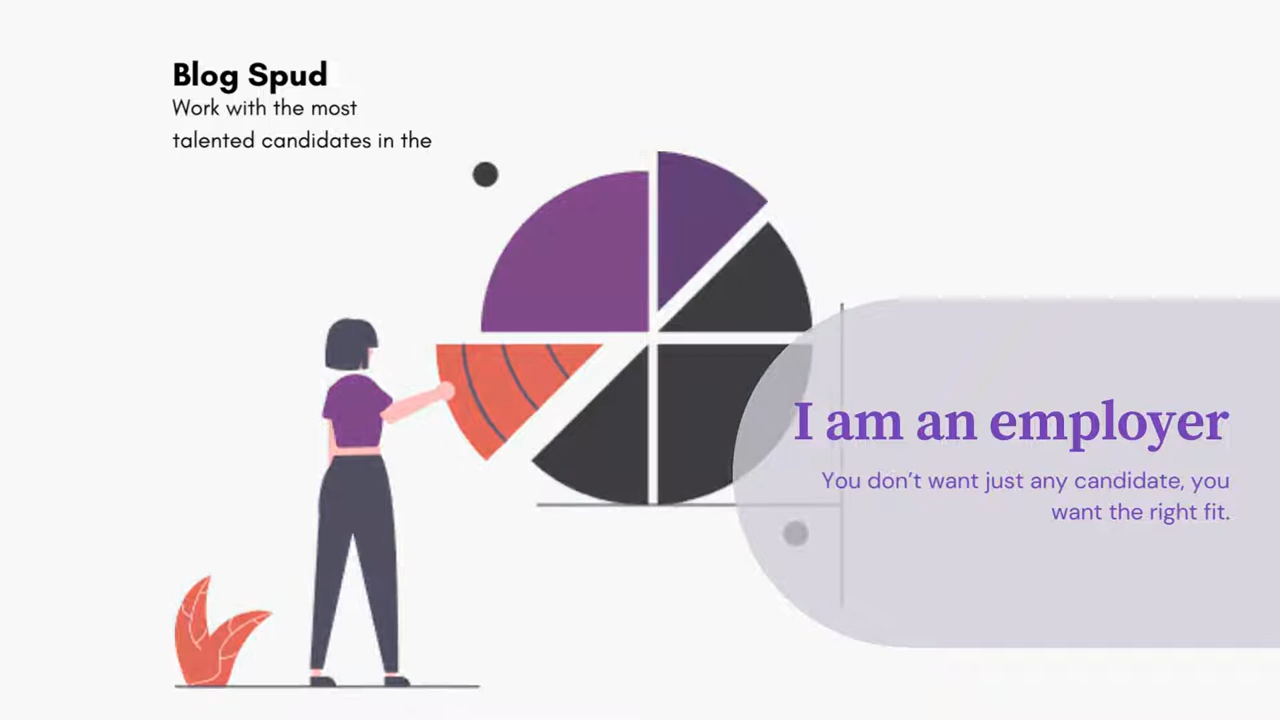 Blog Spud
Work with the most
talented candidates in the
I am an employer
You don’t want just any candidate, you
want the right fit.